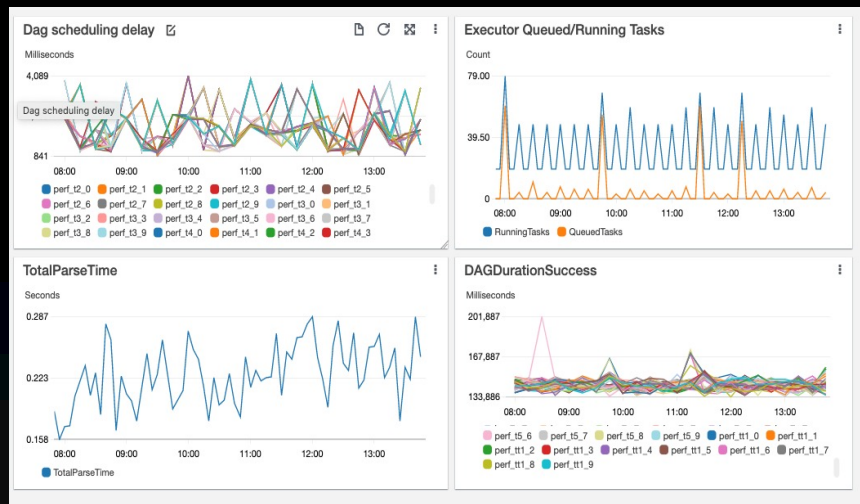 Dag scheduling delay
Milliseconds
4,089
Dag scheduling delay
841
08:00 09:00 10:00 11:00 12:00 13:00
perf_t2_0 perf_t2_1 perf_t2_2 perf_t2_3 perf_t2_4 perf_t2_5
perf_t2_6 perf_t2_7 perf_t2_8 perf_t2_9 perf_t3_0 perf_t3_1
perf_t3_2 perf_t3_3 perf_t3_4 perf_t3_5 perf_t3_6 perf_t3_7
perf_t3_8 perf_t3_9 perf_t4_0 perf_t4_1 perf_t4_2 perf_t4_3
Executor Queued/Running Tasks
Count
79.00
39.50
0
08:00 09:00 10:00 11:00 12:00 13:00
RunningTasks QueuedTasks
TotalParseTime
Seconds
0.287
0.223
0.158
08:00 09:00 10:00 11:00 12:00 13:00
TotalParseTime
DAGDurationSuccess
Milliseconds
201,887
167,887
133,886
08:00 09:00 10:00 11:00 12:00 13:00
perf_t5_6 perf_t5_7 perf_t5_8 perf_t5_9 perf_tt1_0 perf_tt1_1
perf_tt1_2 perf_tt1_3 perf_tt1_4 perf_tt1_5 perf_tt1_6 perf_tt1_7
perf_tt1_8 perf_tt1_9